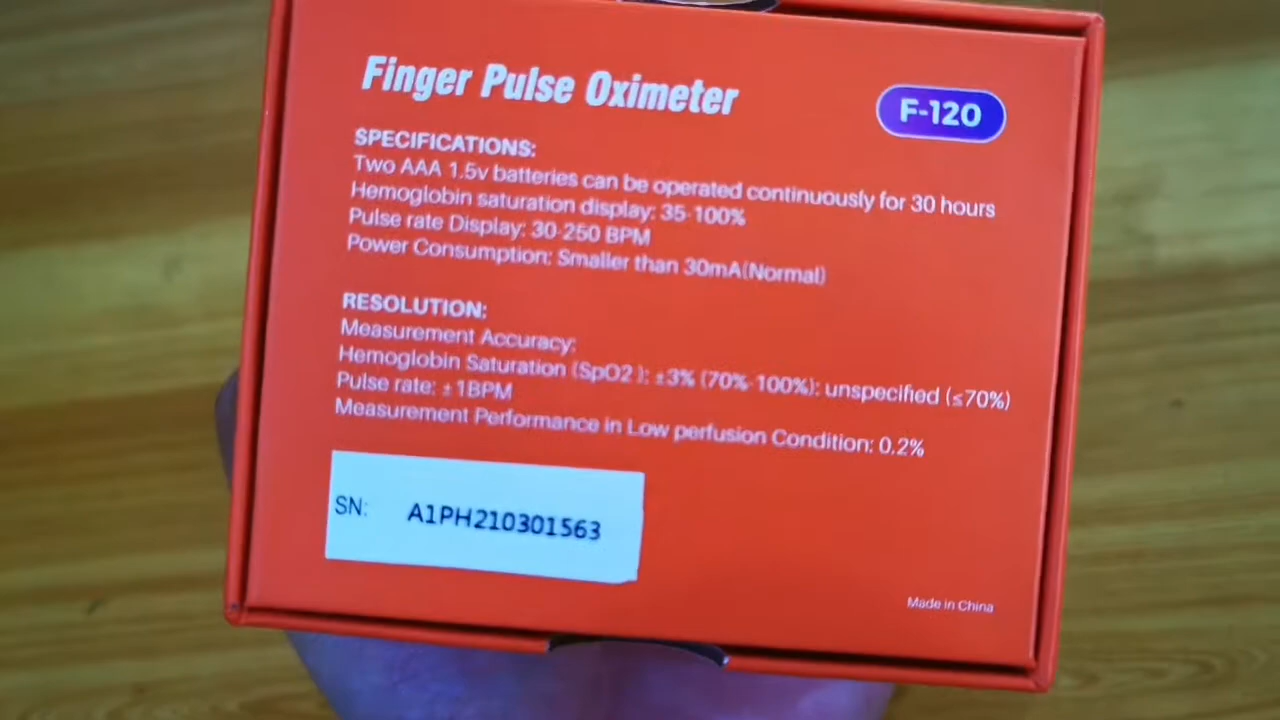 Finger Pulse Oximeter
F-120
SPECIFICATIONS:
Two AAA 1.5v batteries can be operated continuously for 30 hours
Hemoglobin saturation display: 35-100%
Pulse rate Display: 30-250 BPM
Power Consumption: Smaller than 30mA(Normal)
RESOLUTION:
Measurement Accuracy:
Hemoglobin Saturation (SpO2 ): ±3% (70%-100%): unspecified (≤70%)
Pulse rate: ±1BPM
Measurement Performance in Low perfusion Condition: 0.2%
SN: A1PH210301563
Made in China